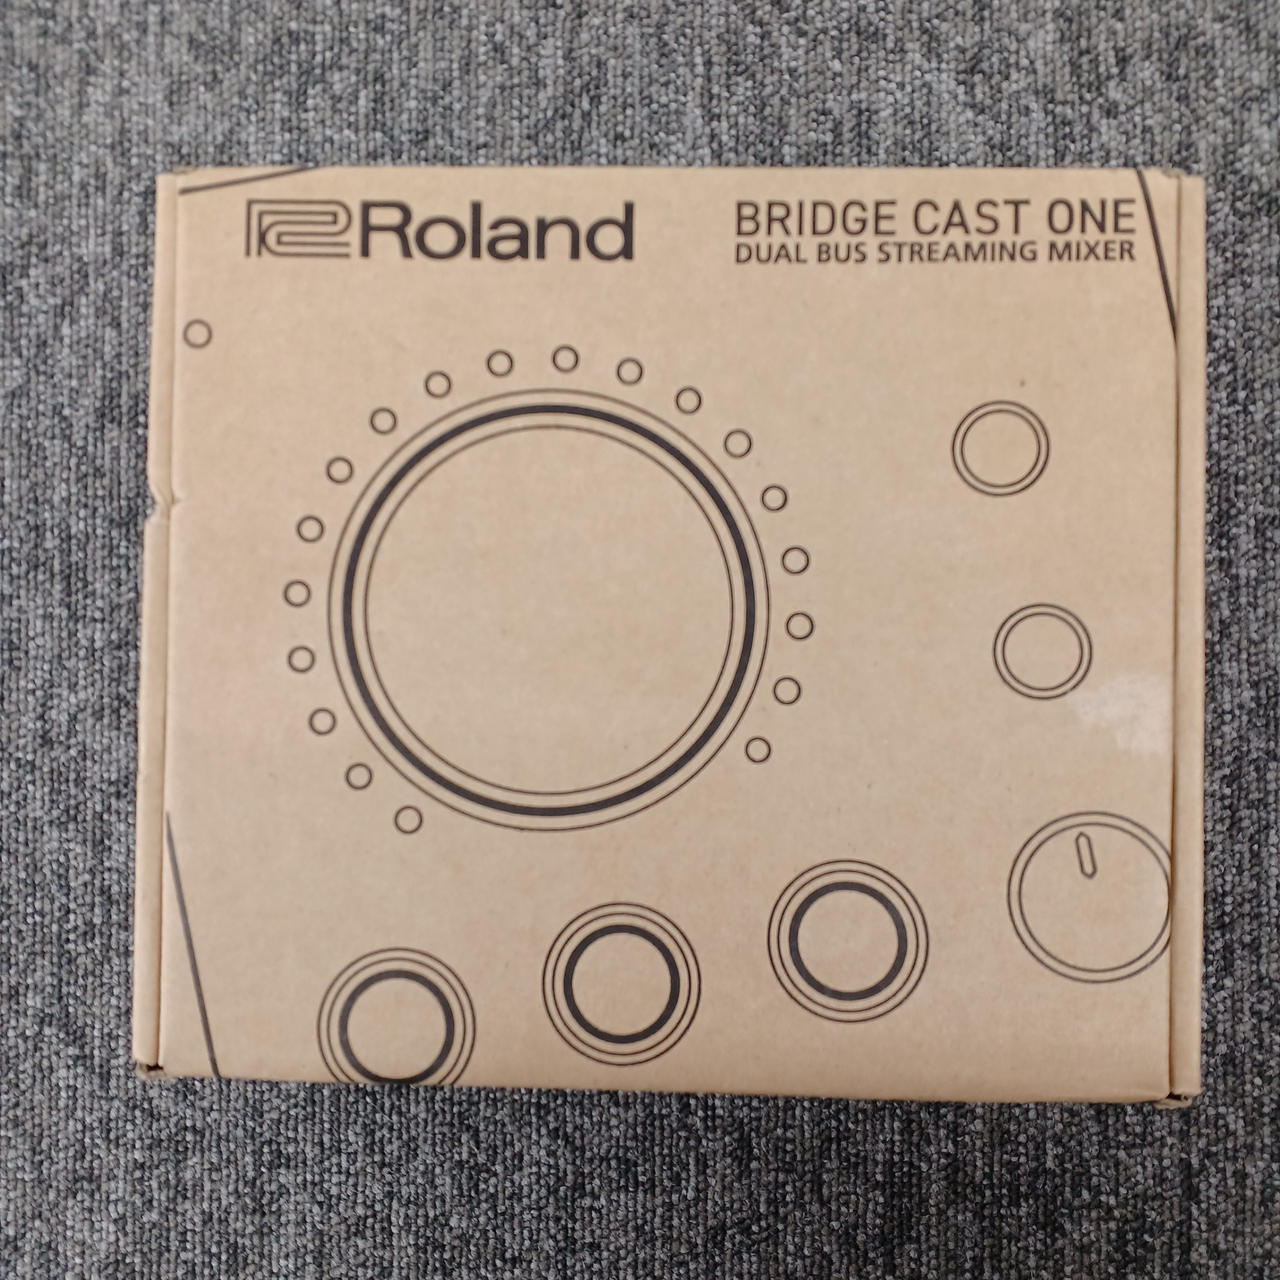 Roland
BRIDGE CAST ONE
DUAL BUS STREAMING MIXER